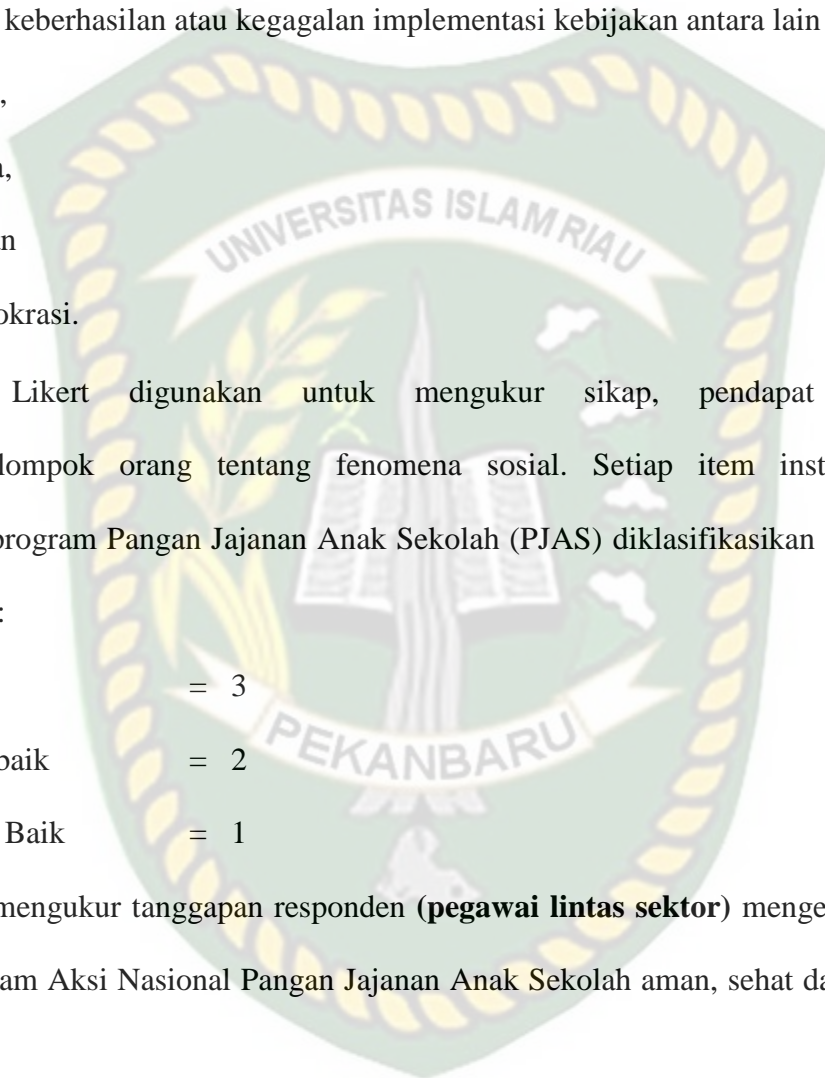 keberhasilan atau kegagalan implementasi kebijakan antara lain
,
a,
an
okrasi.
UNIVERSITAS ISLAM RIAU
Likert digunakan untuk mengukur sikap, pendapat
lompok orang tentang fenomena sosial. Setiap item inst
program Pangan Jajanan Anak Sekolah (PJAS) diklasifikasikan
:
= 3
baik = 2
PEKANBARU
Baik = 1
mengukur tanggapan responden (pegawai lintas sektor) menge
am Aksi Nasional Pangan Jajanan Anak Sekolah aman, sehat da